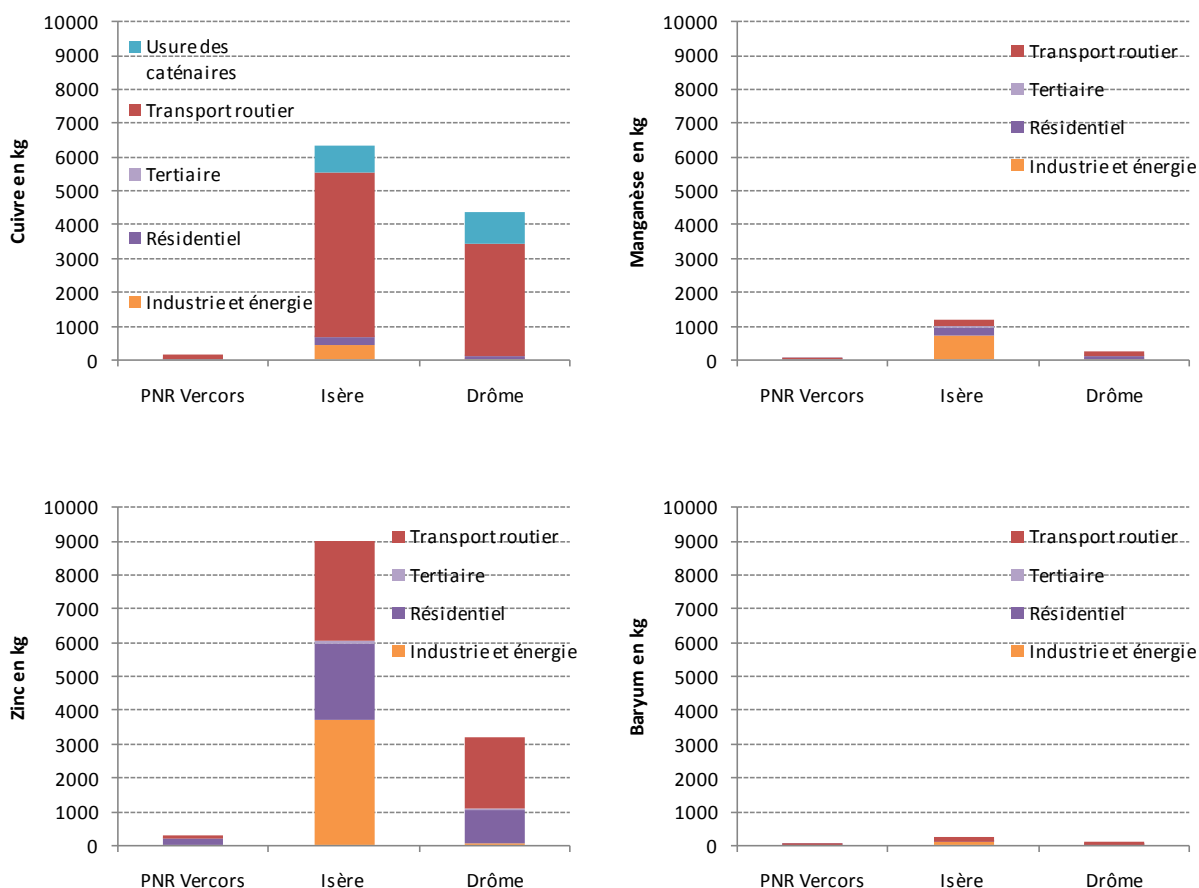 Cuivre en kg
10000
9000
8000
7000
6000
5000
4000
3000
2000
1000
0
Usure des
caténaires
Transport routier
Tertiaire
Résidentiel
Industrie et énergie
PNR Vercors Isère Drôme
Manganèse en kg
10000
9000
8000
7000
6000
5000
4000
3000
2000
1000
0
Transport routier
Tertiaire
Résidentiel
Industrie et énergie
PNR Vercors Isère Drôme
Zinc en kg
10000
9000
8000
7000
6000
5000
4000
3000
2000
1000
0
Transport routier
Tertiaire
Résidentiel
Industrie et énergie
PNR Vercors Isère Drôme
Baryum en kg
10000
9000
8000
7000
6000
5000
4000
3000
2000
1000
0
Transport routier
Tertiaire
Résidentiel
Industrie et énergie
PNR Vercors Isère Drôme